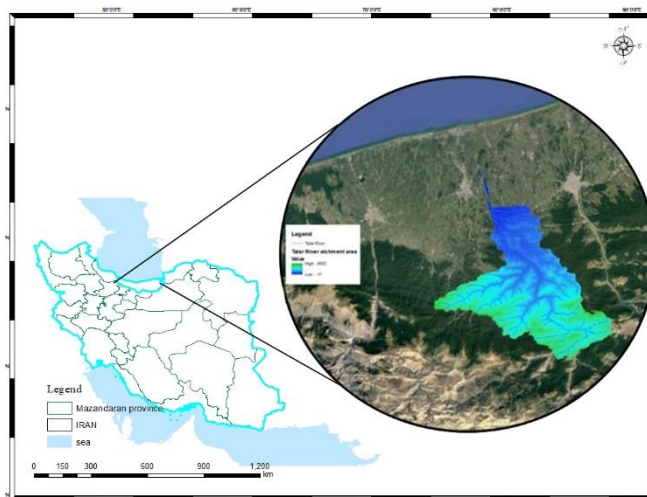 50°0'0"E
60°0'0"E
70°0'0"E
80°0'0"E
90°0'0"E
Legend
Talar River
Talar River atchment area
Value
High
Low
Legend
Mazandaran province
IRAN
sea
0 150 300 600 900 1,200
km